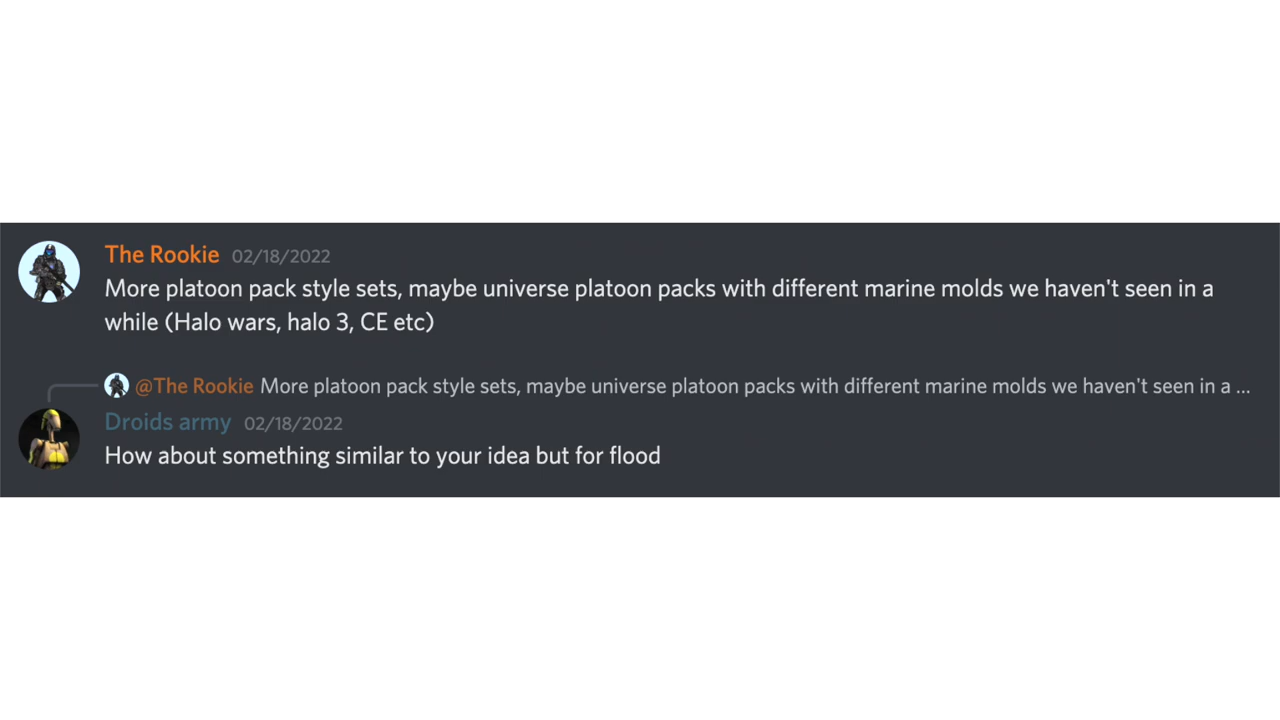 The Rookie 02/18/2022
More platoon pack style sets, maybe universe platoon packs with different marine molds we haven't seen in a
while (Halo wars, halo 3, CE etc)
@The Rookie More platoon pack style sets, maybe universe platoon packs with different marine molds we haven't seen in a ...
Droids army 02/18/2022
How about something similar to your idea but for flood